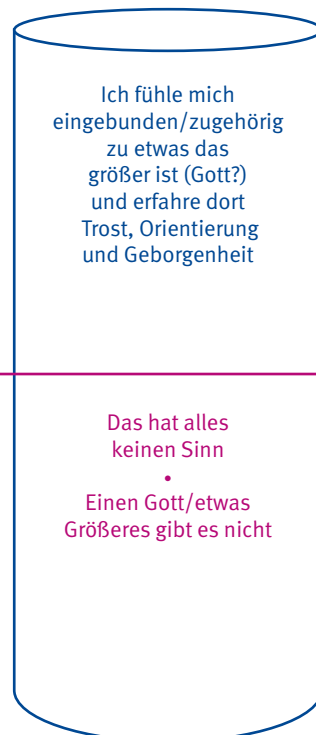 Ich fühle mich
eingebunden/zugehörig
zu etwas das
größer ist (Gott?)
und erfahre dort
Trost, Orientierung
und Geborgenheit
Das hat alles
keinen Sinn
•
Einen Gott/etwas
Größeres gibt es nicht